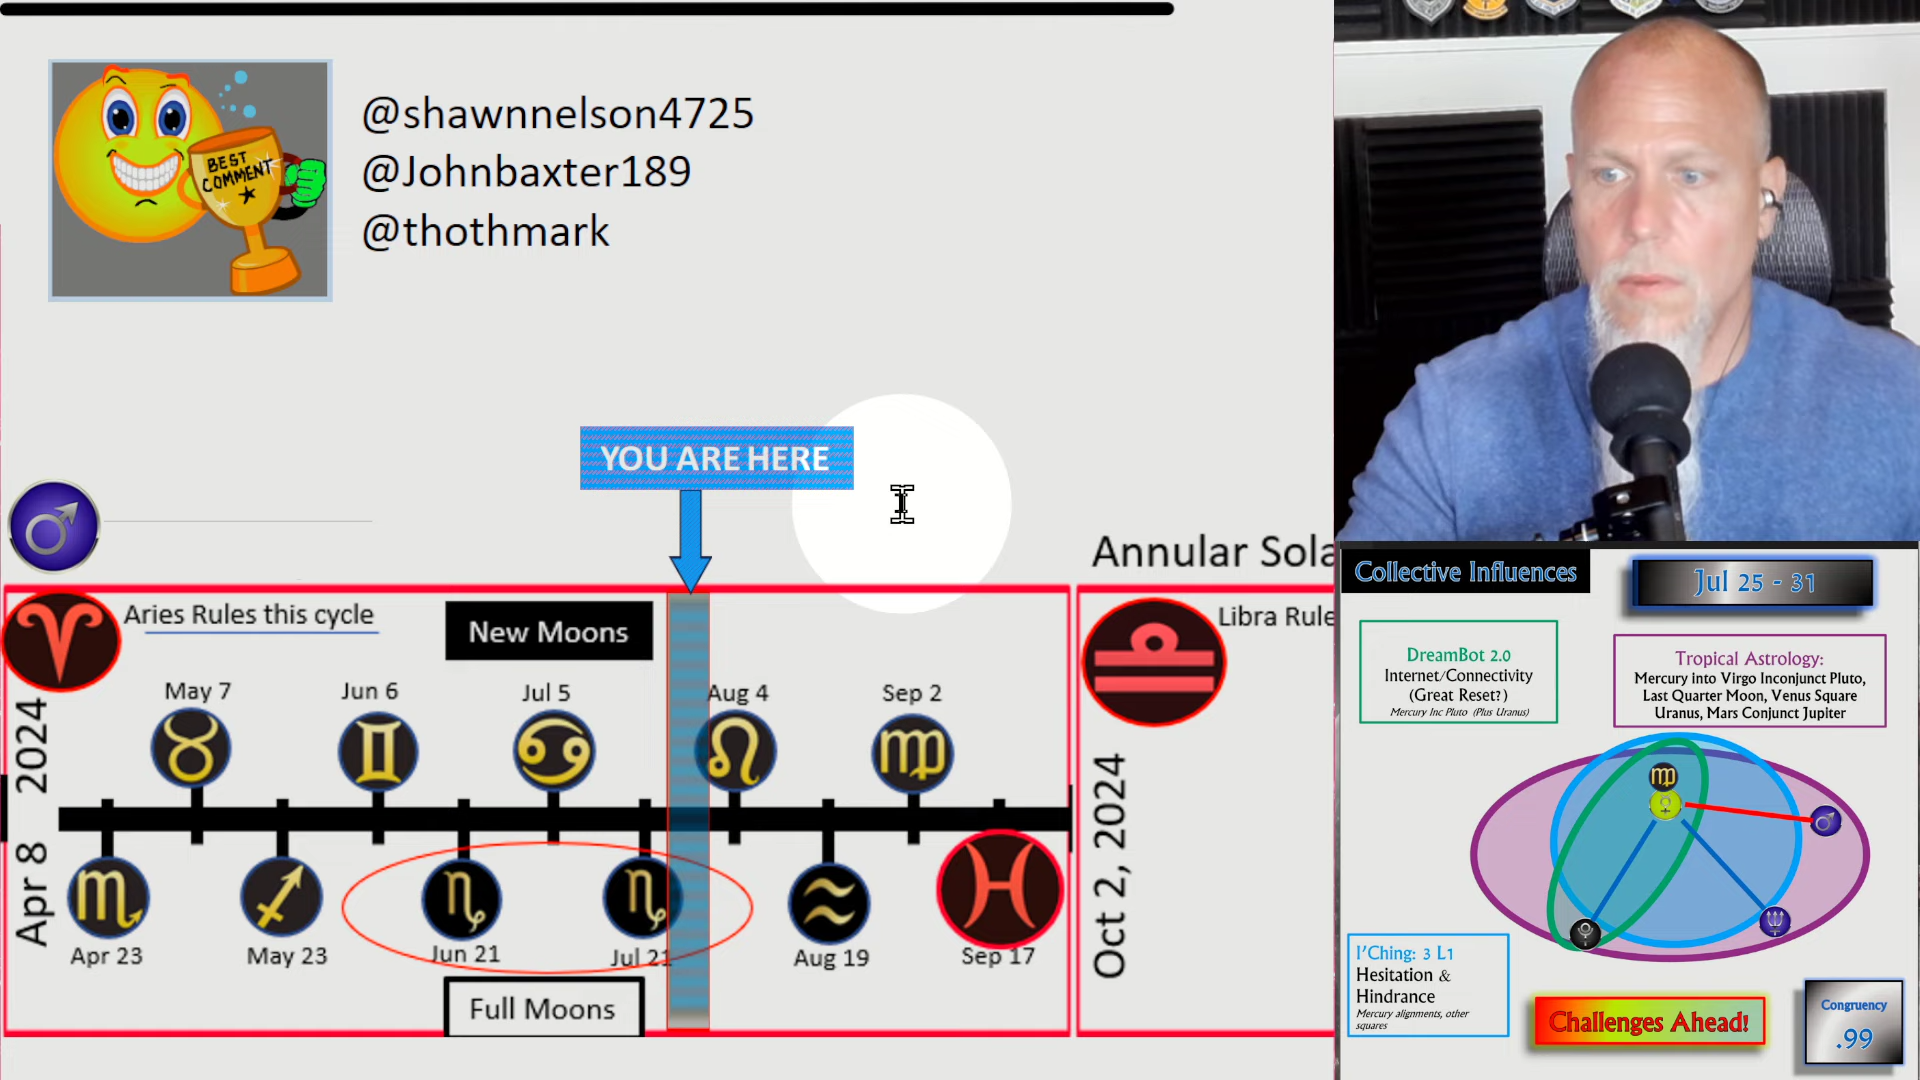 BEST
COMMENT
@shawnnelson4725
@Johnbaxter189
@thothmark
YOU ARE HERE
Annular Sola
Aries Rules this cycle
New Moons
Libra Rule
May 7
Jun 6
Jul 5
Aug 4
Sep 2
Apr 8 2024
Oct 2, 2024
Apr 23
May 23
Jun 21
Jul 21
Aug 19
Sep 17
Full Moons
Collective Influences
Jul 25 - 31
DreamBot 2.0
Internet/Connectivity
(Great Reset?)
Mercury Inc Pluto (Plus Uranus)
Tropical Astrology:
Mercury into Virgo Inconjunct Pluto,
Last Quarter Moon, Venus Square
Uranus, Mars Conjunct Jupiter
I'Ching: 3 L1
Hesitation &
Hindrance
Mercury alignments, other
squares
Challenges Ahead!
Congruency
.99